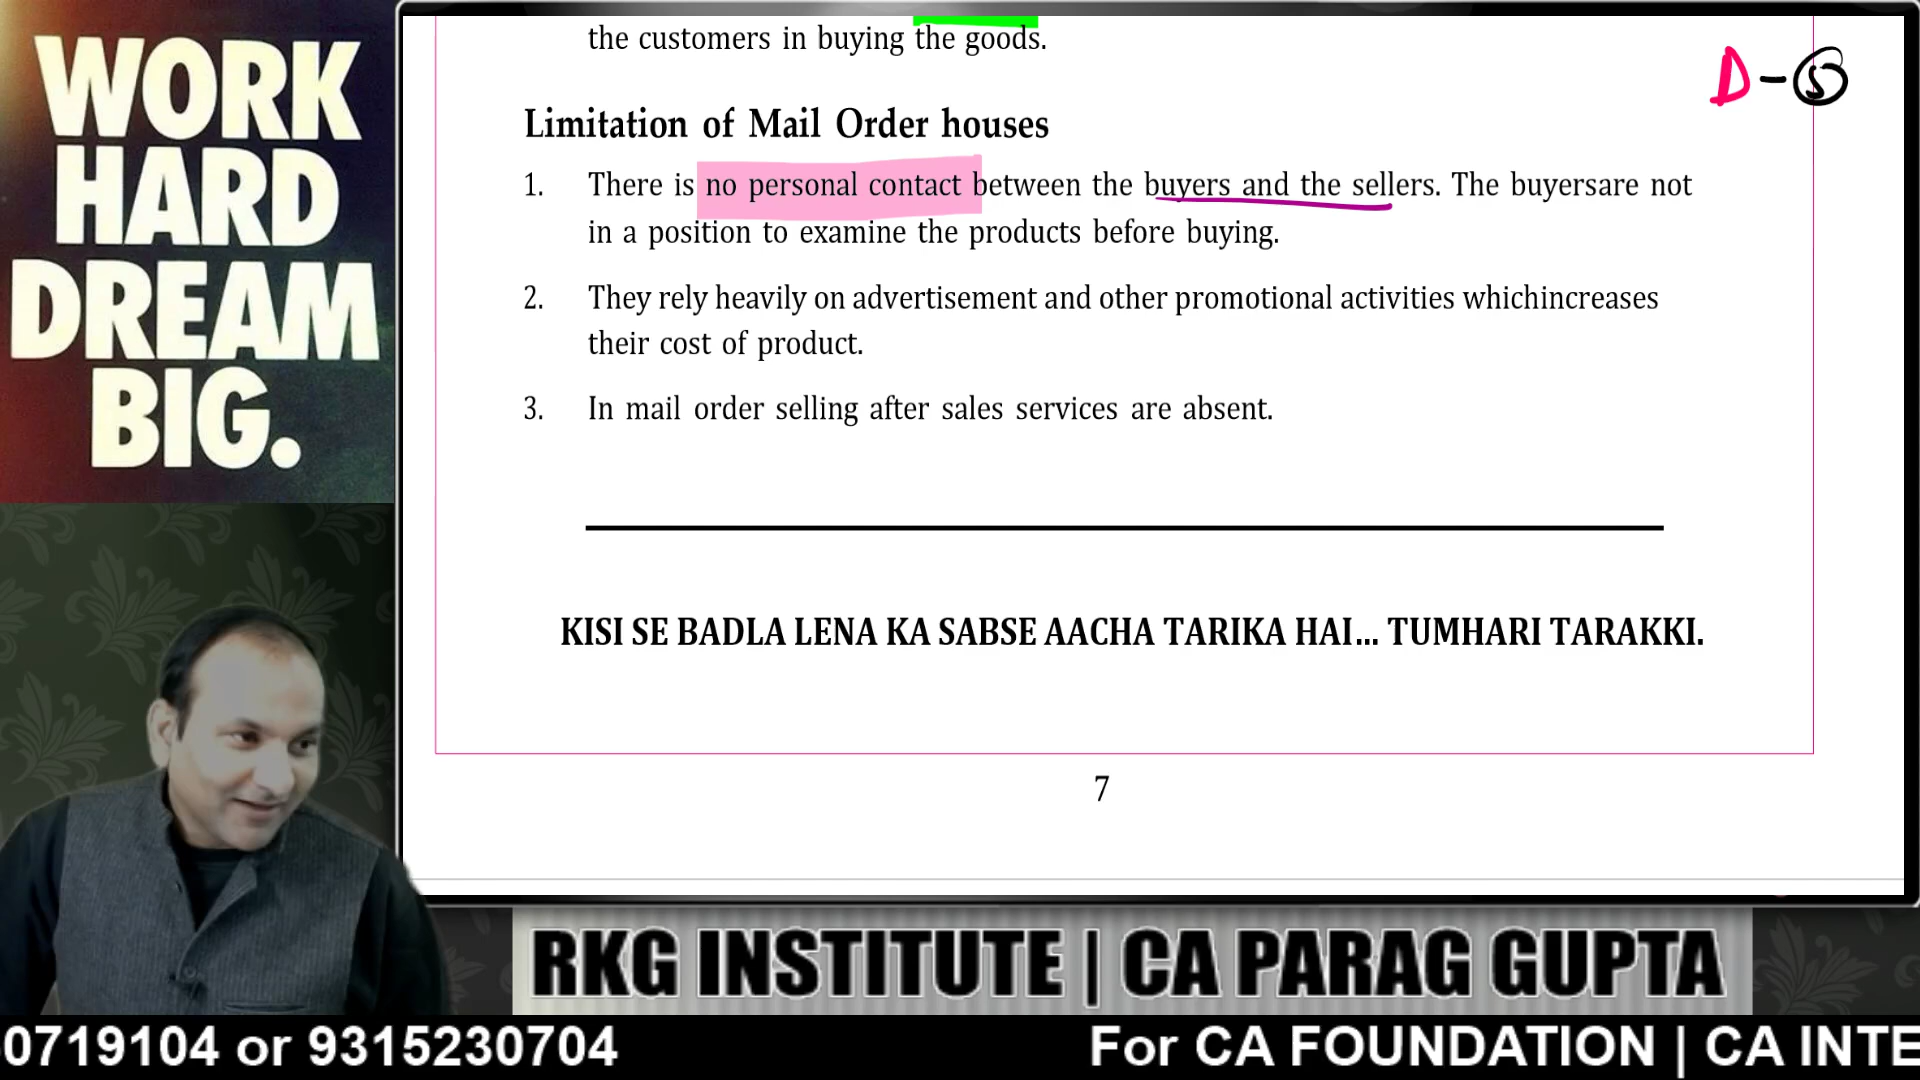 WORK
HARD
DREAM
BIG.
the customers in buying the goods.
D-5
Limitation of Mail Order houses
1. There is no personal contact between the buyers and the sellers. The buyersare not
in a position to examine the products before buying.
2. They rely heavily on advertisement and other promotional activities whichincreases
their cost of product.
3. In mail order selling after sales services are absent.
KISI SE BADLA LENA KA SABSE AACHA TARIKA HAI... TUMHARI TARAKKI.
7
RKG INSTITUTE | CA PARAG GUPTA
0719104 or 9315230704 For CA FOUNDATION | CA INTE